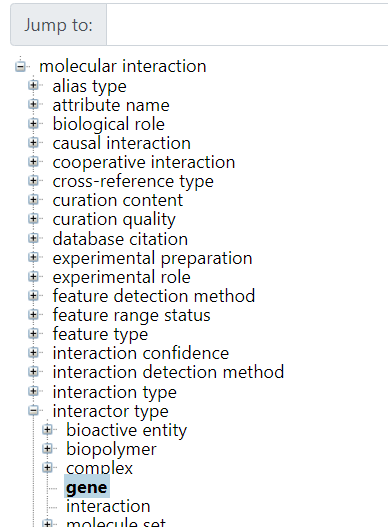 Jump to:
molecular interaction
alias type
attribute name
biological role
causal interaction
cooperative interaction
cross-reference type
curation content
curation quality
database citation
experimental preparation
experimental role
feature detection method
feature range status
feature type
interaction confidence
interaction detection method
interaction type
interactor type
bioactive entity
biopolymer
complex
gene
interaction
molecule set